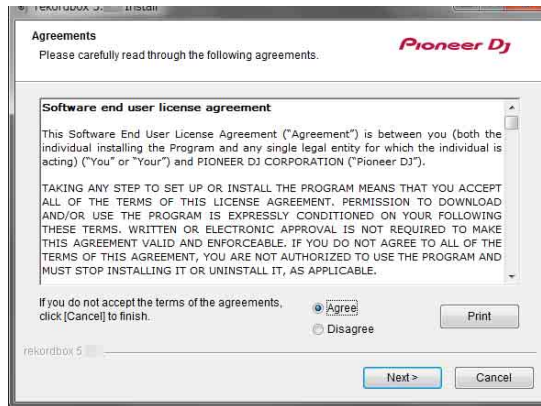 rekordbox 5. Install
Agreements
Please carefully read through the following agreements.
Pioneer Dj
Software end user license agreement
This Software End User License Agreement ("Agreement") is between you (both the
individual installing the Program and any single legal entity for which the individual is
acting) ("You" or "Your") and PIONEER DJ CORPORATION ("Pioneer DJ").
TAKING ANY STEP TO SET UP OR INSTALL THE PROGRAM MEANS THAT YOU ACCEPT
ALL OF THE TERMS OF THIS LICENSE AGREEMENT. PERMISSION TO DOWNLOAD
AND/OR USE THE PROGRAM IS EXPRESSLY CONDITIONED ON YOUR FOLLOWING
THESE TERMS. WRITTEN OR ELECTRONIC APPROVAL IS NOT REQUIRED TO MAKE
THIS AGREEMENT VALID AND ENFORCEABLE. IF YOU DO NOT AGREE TO ALL OF THE
TERMS OF THIS AGREEMENT, YOU ARE NOT AUTHORIZED TO USE THE PROGRAM AND
MUST STOP INSTALLING IT OR UNINSTALL IT, AS APPLICABLE.
If you do not accept the terms of the agreements,
click [Cancel] to finish.
Agree
Disagree
Print
rekordbox 5
Next >
Cancel